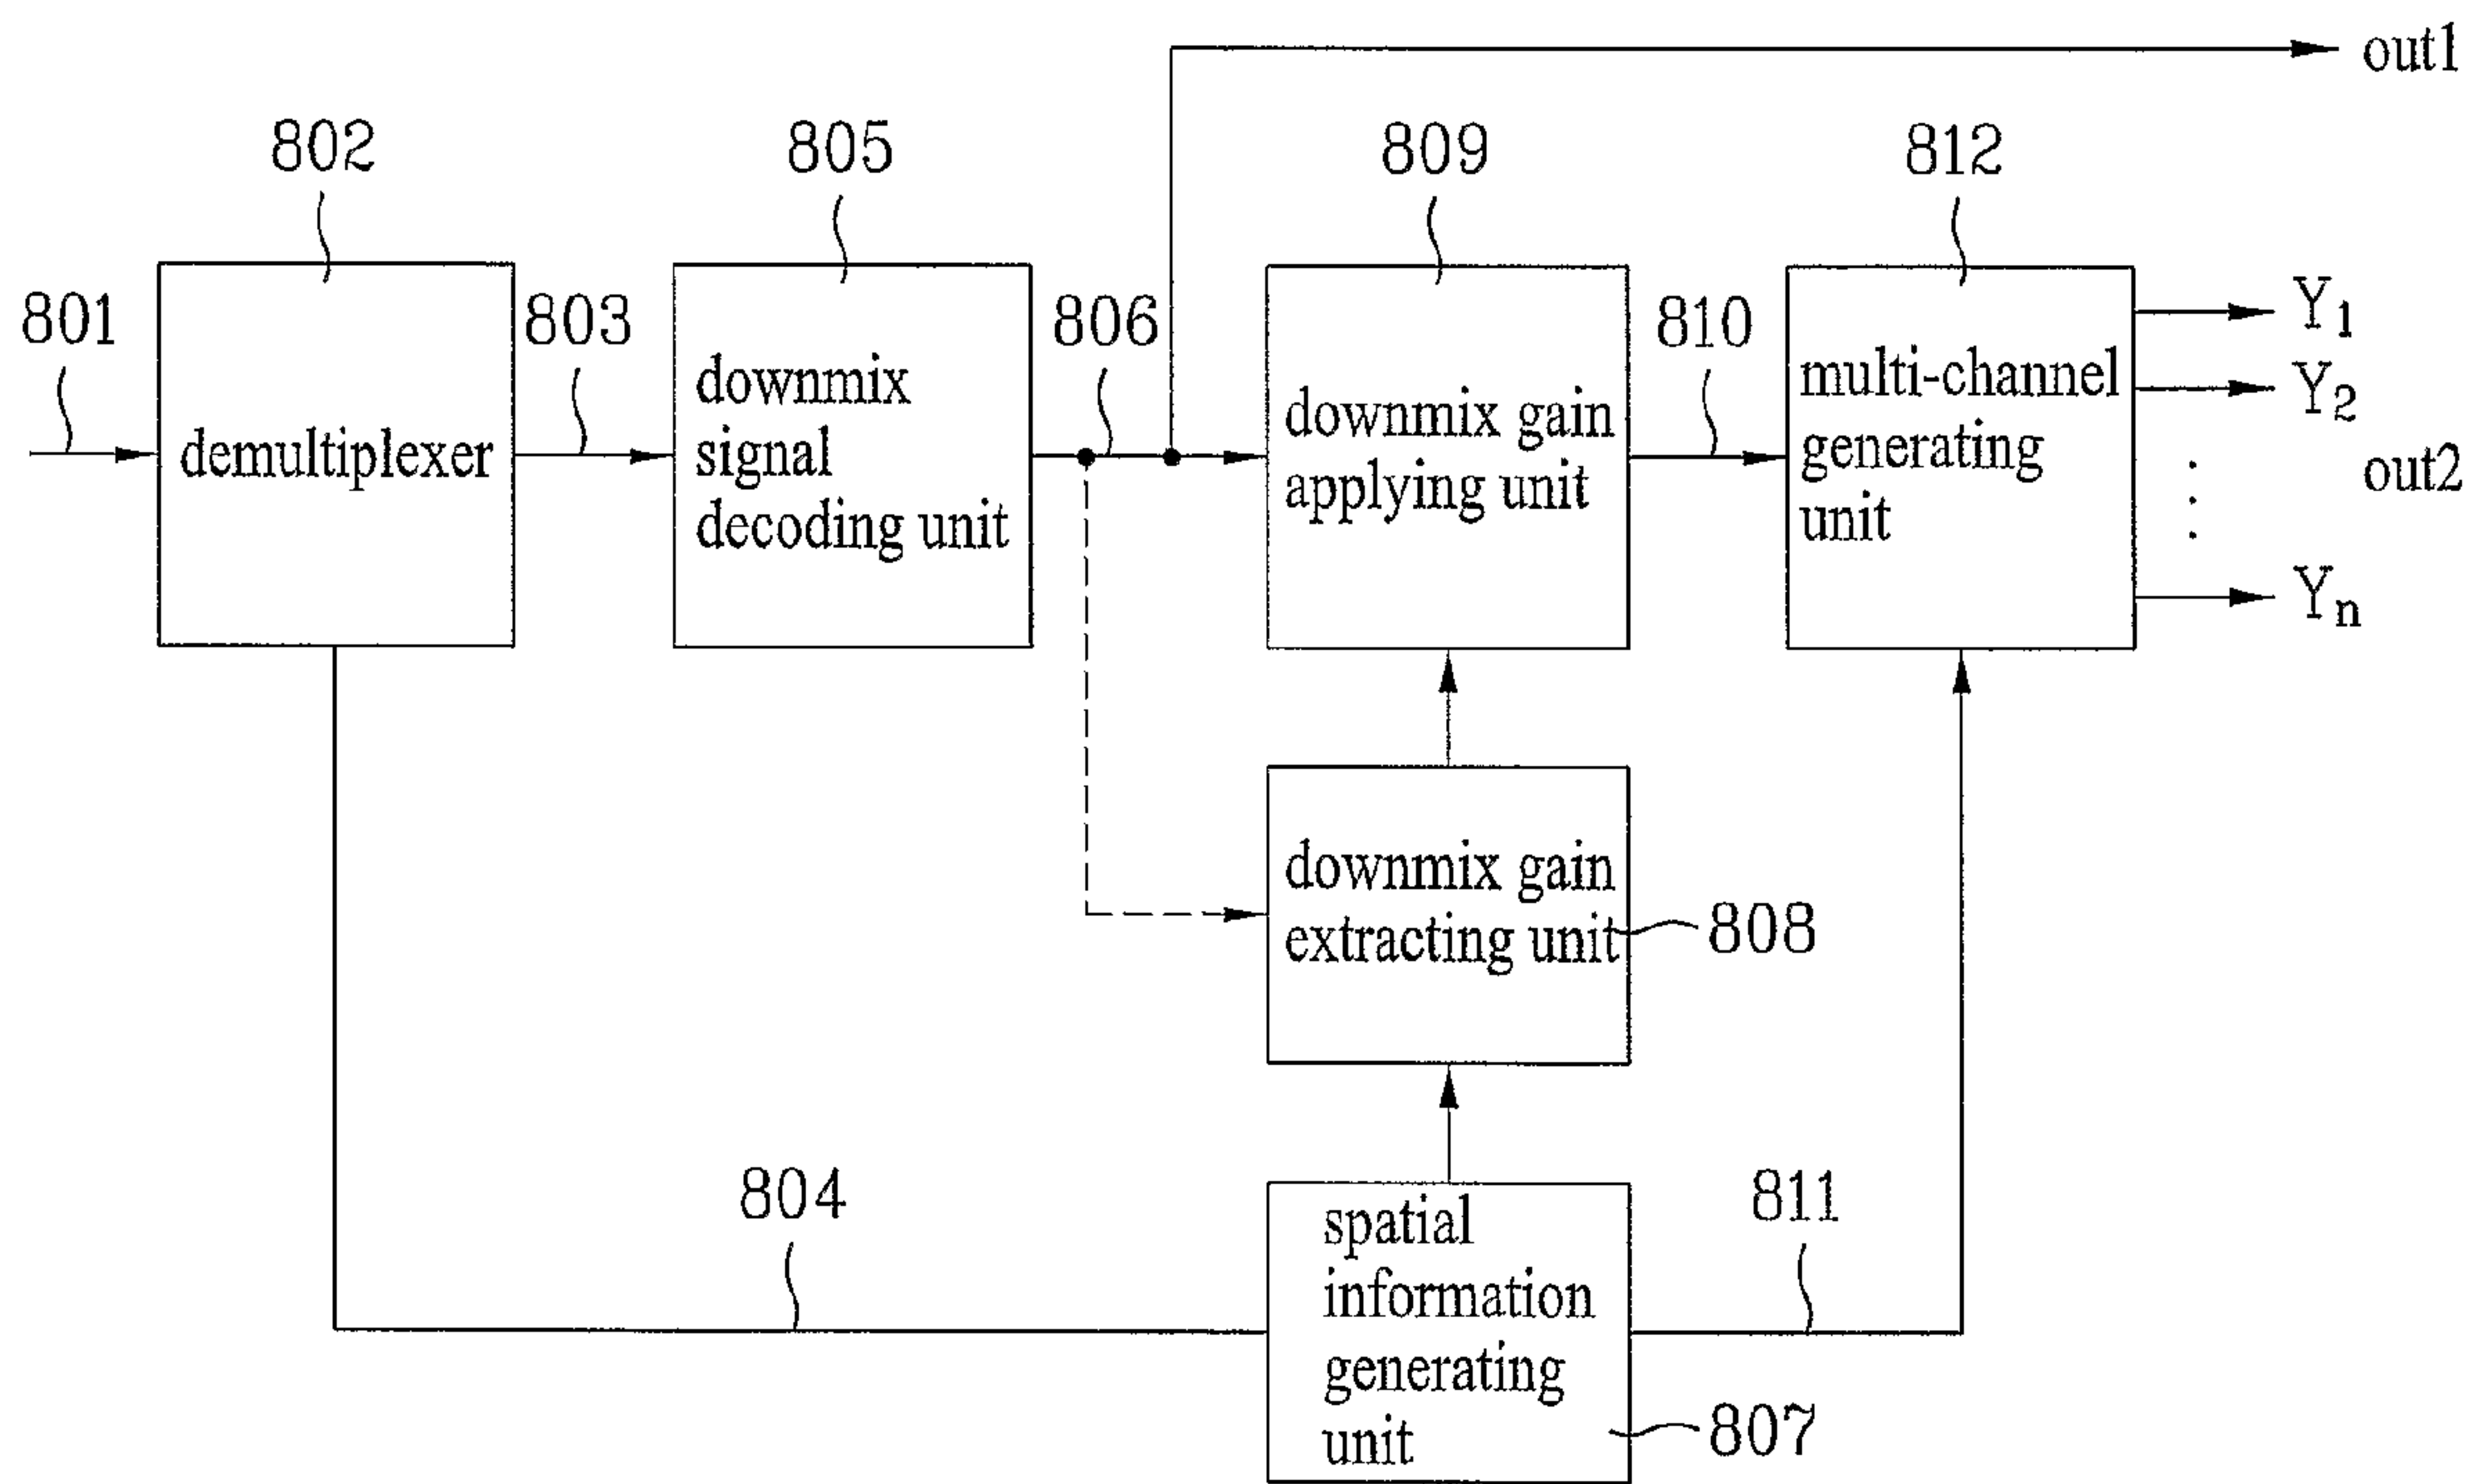 out1
802
805
809
812
801
803
806
810
demultiplexer
downmix
signal
decoding unit
downmix gain
applying unit
multi-channel
generating
unit
Y1
Y2
out2
Yn
downmix gain
extracting unit
808
804
811
spatial
information
generating
unit
807